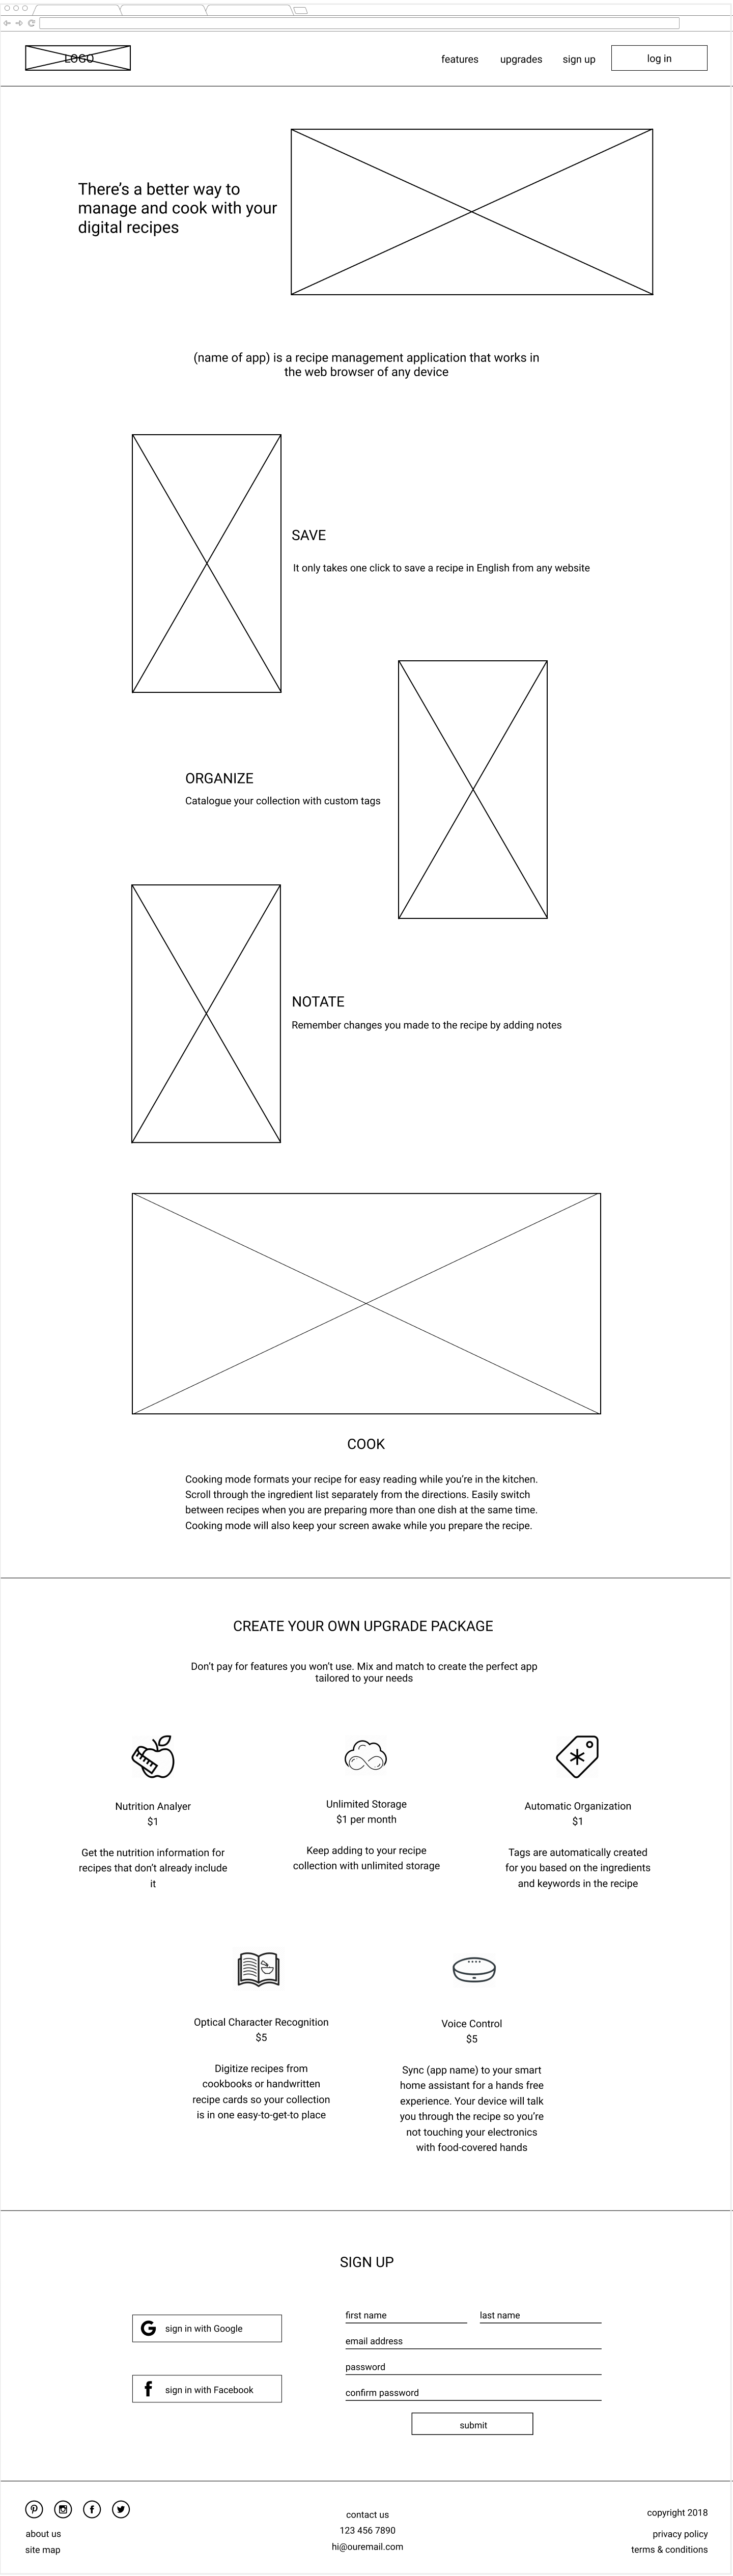 LOGO
features
upgrades
sign up
log in
There's a better way to
manage and cook with your
digital recipes
(name of app) is a recipe management application that works in
the web browser of any device
SAVE
It only takes one click to save a recipe in English from any website
ORGANIZE
Catalogue your collection with custom tags
NOTATE
Remember changes you made to the recipe by adding notes
COOK
Cooking mode formats your recipe for easy reading while you're in the kitchen.
Scroll through the ingredient list separately from the directions. Easily switch
between recipes when you are preparing more than one dish at the same time.
Cooking mode will also keep your screen awake while you prepare the recipe.
CREATE YOUR OWN UPGRADE PACKAGE
Don't pay for features you won't use. Mix and match to create the perfect app
tailored to your needs
Nutrition Analyer
$1
Get the nutrition information for
recipes that don't already include
it
Unlimited Storage
$1 per month
Keep adding to your recipe
collection with unlimited storage
Automatic Organization
$1
Tags are automatically created
for you based on the ingredients
and keywords in the recipe
Optical Character Recognition
$5
Digitize recipes from
cookbooks or handwritten
recipe cards so your collection
is in one easy-to-get-to place
Voice Control
$5
Sync (app name) to your smart
home assistant for a hands free
experience. Your device will talk
you through the recipe so you're
not touching your electronics
with food-covered hands
SIGN UP
sign in with Google
sign in with Facebook
first name
last name
email address
password
confirm password
submit
about us
site map
contact us
123 456 7890
hi@ouremail.com
copyright 2018
privacy policy
terms & conditions